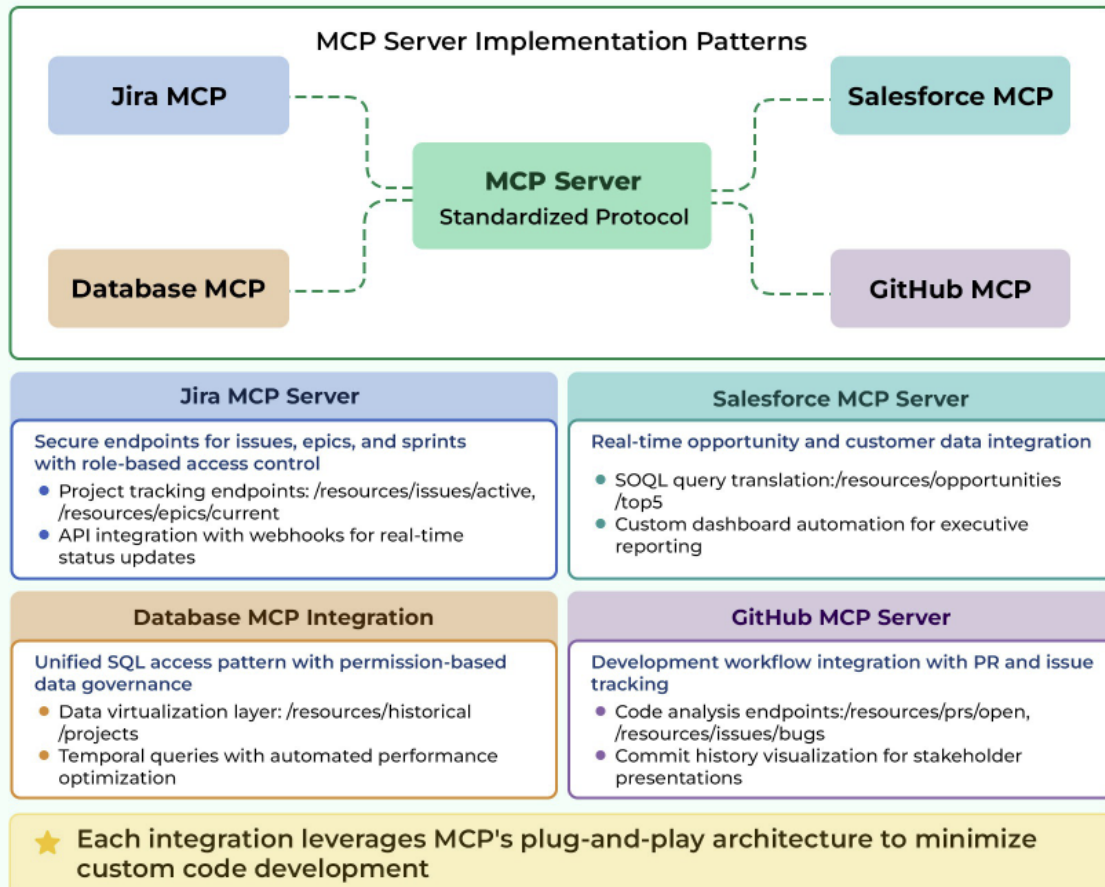 MCP Server Implementation Patterns
Jira MCP
Salesforce MCP
MCP Server
Standardized Protocol
Database MCP
GitHub MCP
Jira MCP Server
Secure endpoints for issues, epics, and sprints
with role-based access control
Project tracking endpoints: /resources/issues/active,
/resources/epics/current
API integration with webhooks for real-time
status updates
Salesforce MCP Server
Real-time opportunity and customer data integration
SOQL query translation:/resources/opportunities
/top5
Custom dashboard automation for executive
reporting
Database MCP Integration
Unified SQL access pattern with permission-based
data governance
Data virtualization layer: /resources/historical
/projects
Temporal queries with automated performance
optimization
GitHub MCP Server
Development workflow integration with PR and issue
tracking
Code analysis endpoints:/resources/prs/open,
/resources/issues/bugs
Commit history visualization for stakeholder
presentations
Each integration leverages MCP's plug-and-play architecture to minimize
custom code development